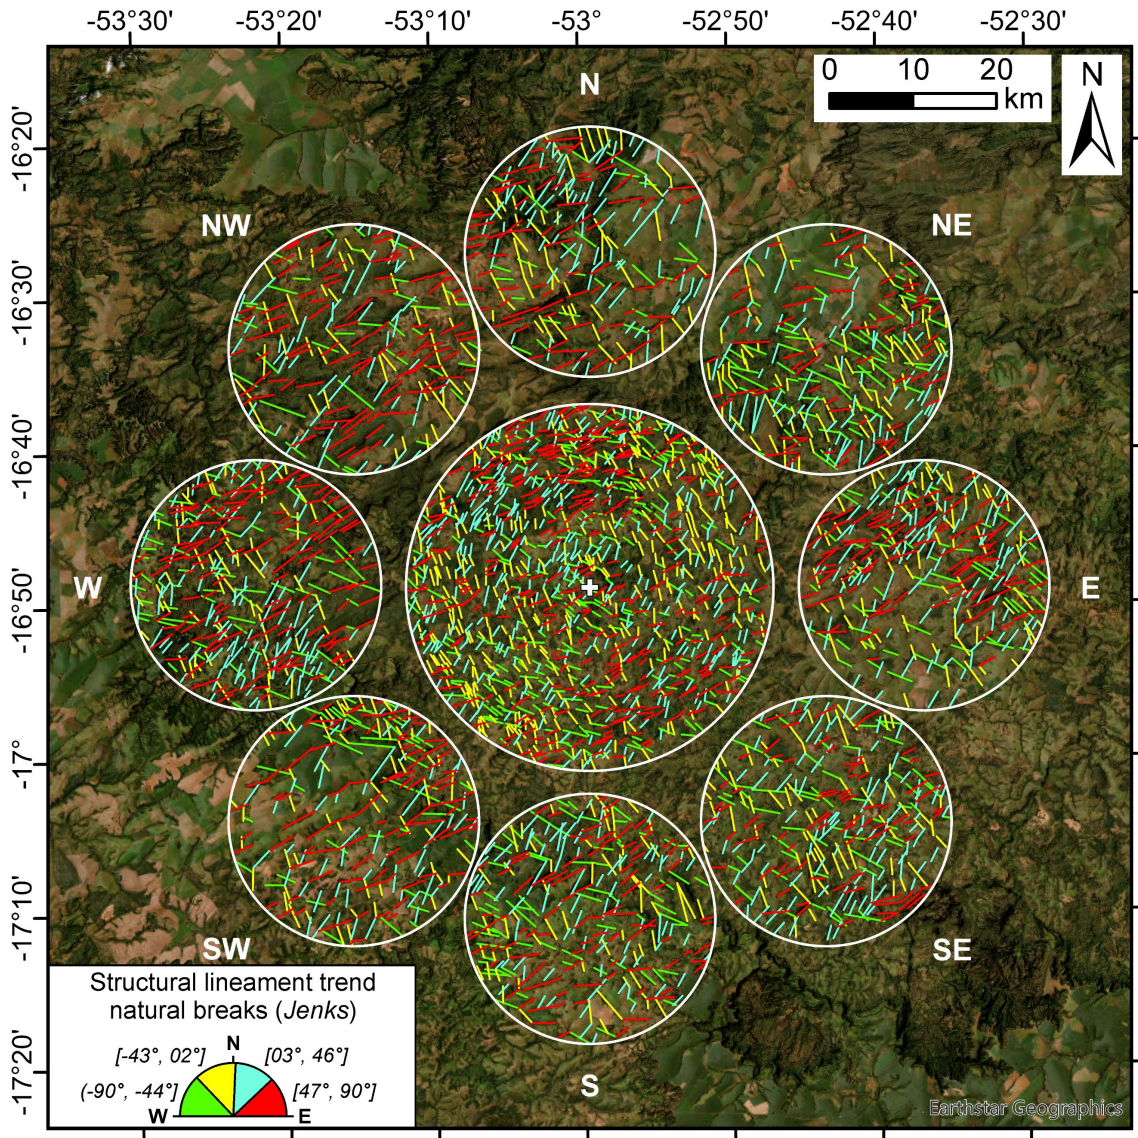 -53°30' -53°20' -53°10' -53° -52°50' -52°40' -52°30'
0 10 20
km
N
N
-16°20'
NW
NE
-16°30'
-16°40'
W
-16°50'
E
-17°
-17°10'
SW
SE
-17°20'
S
Structural lineament trend
natural breaks (Jenks)
N
[-43°, 02°] [03°, 46°]
(-90°, -44°] [47°, 90°]
W E
Earthstar Geographics